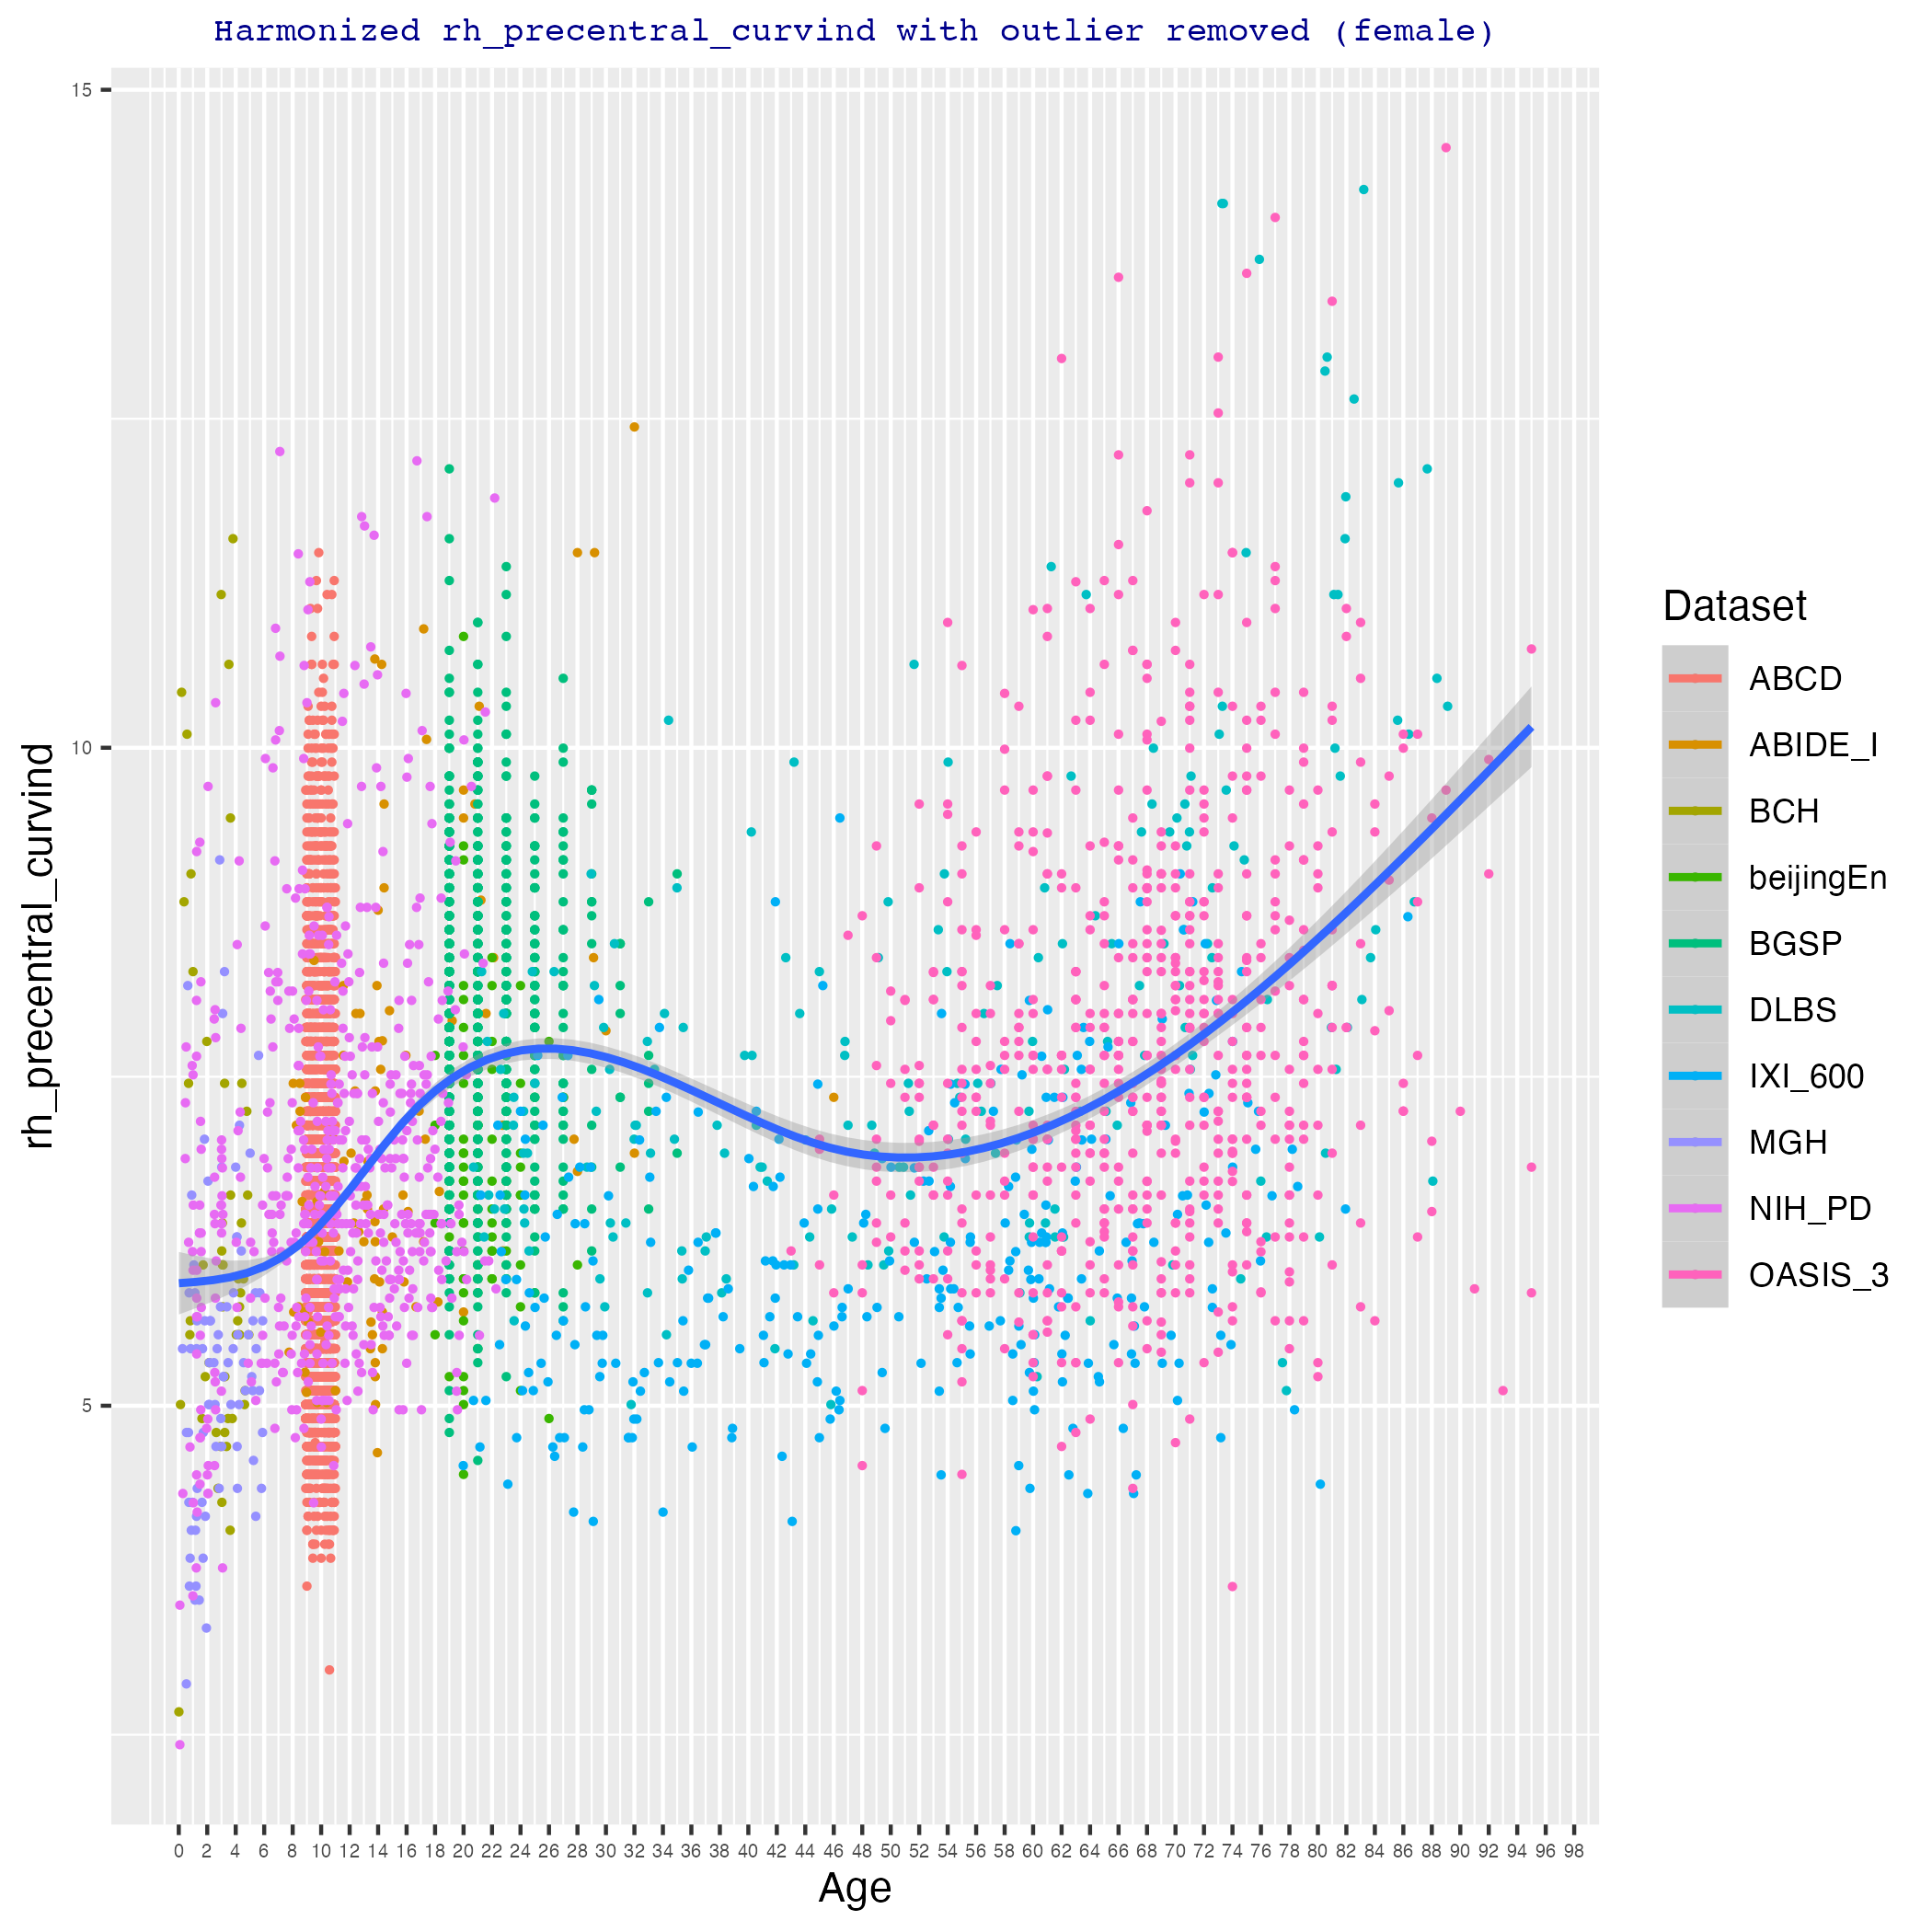 Harmonized rh_precentral_curvind with outlier removed (female)
15
10
5
rh_precentral_curvind
0 2 4 6 8 10 12 14 16 18 20 22 24 26 28 30 32 34 36 38 40 42 44 46 48 50 52 54 56 58 60 62 64 66 68 70 72 74 76 78 80 82 84 86 88 90 92 94 96 98
Age
Dataset
ABCD
ABIDE_I
BCH
beijingEn
BGSP
DLBS
IXI_600
MGH
NIH_PD
OASIS_3